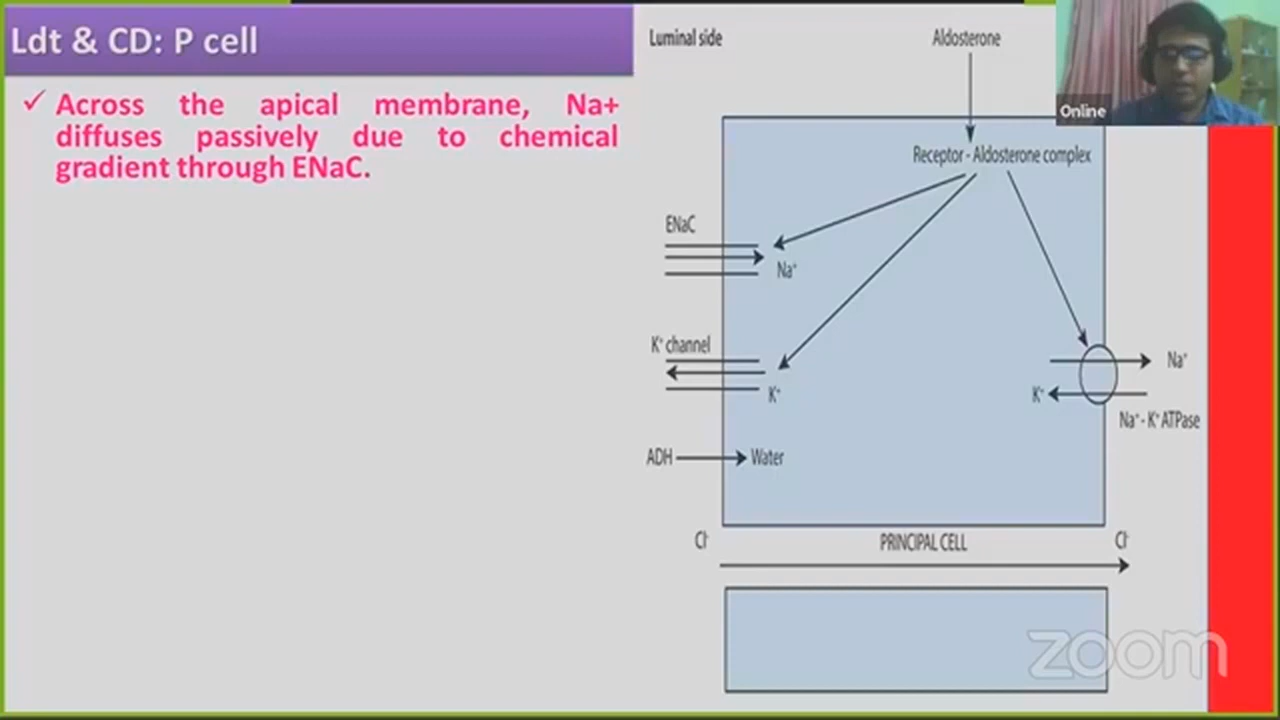 Ldt & CD: P cell
✓ Across the apical membrane, Na+
diffuses passively due to chemical
gradient through ENaC.
Luminal side
Aldosterone
Online
Receptor - Aldosterone complex
ENaC
Na⁺
K⁺ channel
K⁺
Na⁺
K⁺
Na⁺ - K⁺ ATPase
ADH
Water
Cl⁻
PRINCIPAL CELL
Cl⁻
zoom